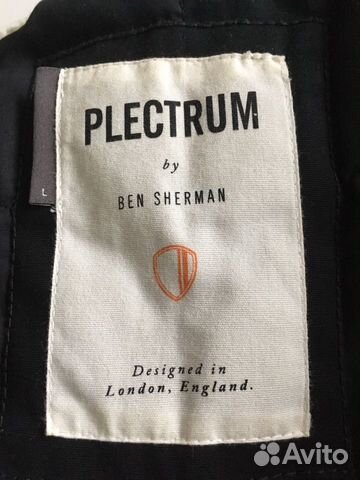 PLECTRUM
by
BEN SHERMAN
L
Designed in
London, England.
Avito